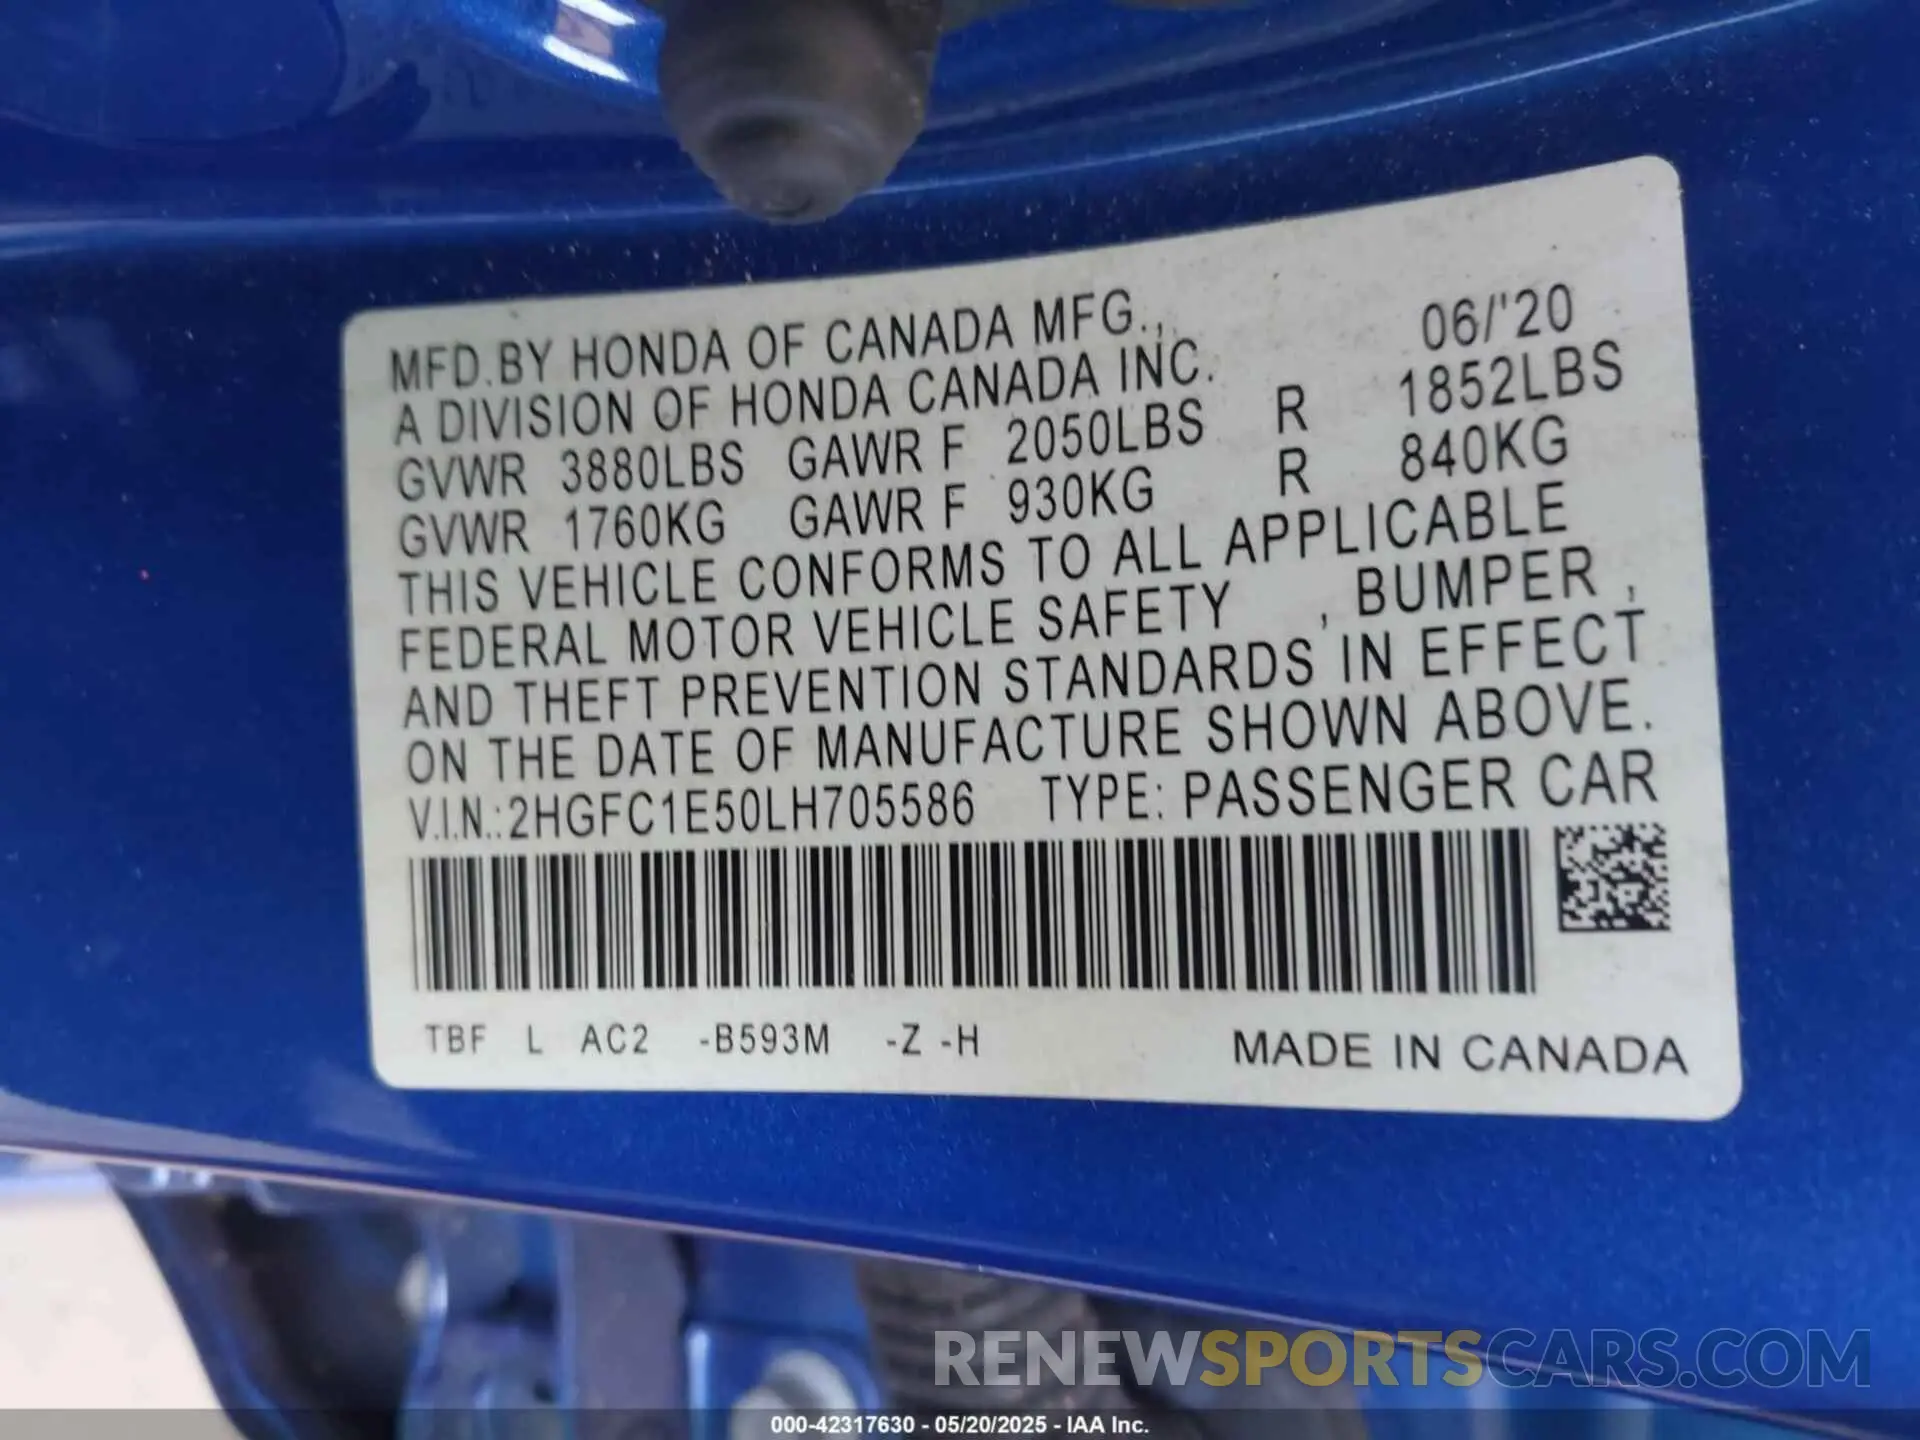 MFD.BY HONDA OF CANADA MFG., 06/'20
A DIVISION OF HONDA CANADA INC.
GVWR 3880LBS GAWR F 2050LBS R 1852LBS
GVWR 1760KG GAWR F 930KG R 840KG
THIS VEHICLE CONFORMS TO ALL APPLICABLE
FEDERAL MOTOR VEHICLE SAFETY , BUMPER ,
AND THEFT PREVENTION STANDARDS IN EFFECT
ON THE DATE OF MANUFACTURE SHOWN ABOVE.
V.I.N.:2HGFC1E50LH705586 TYPE: PASSENGER CAR
TBF L AC2 -B593M -Z -H MADE IN CANADA
RENEWSPORTSCARS.COM
000-42317630 - 05/20/2025 - IAA Inc.